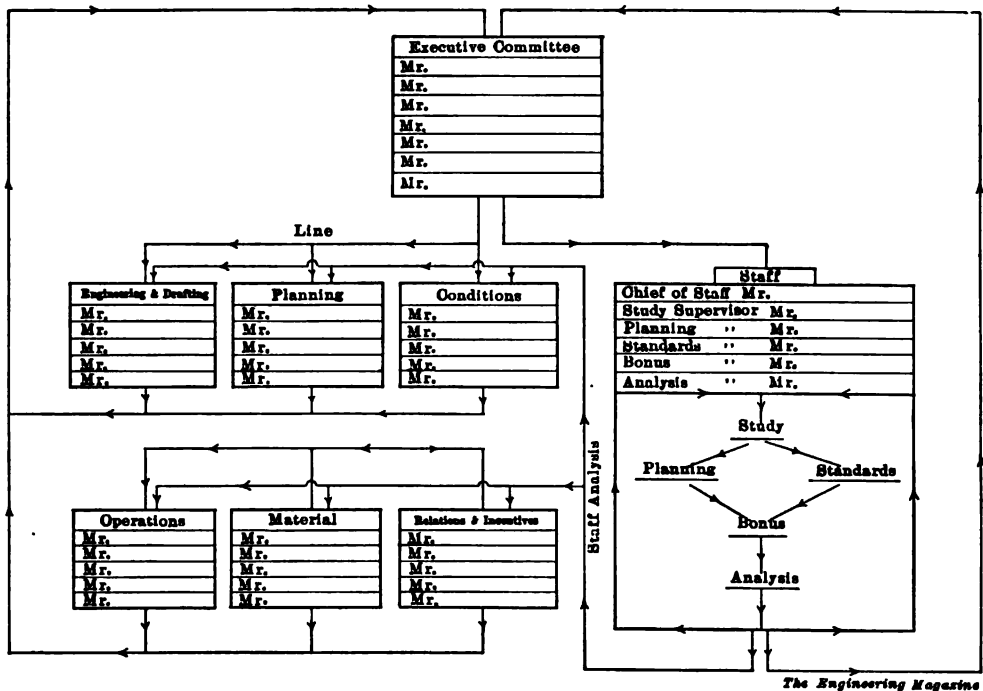 Executive Committee
Mr.
Mr.
Mr.
Mr.
Mr.
Mr.
Mr.
Line
Engineering & Drafting
Mr.
Mr.
Mr.
Mr.
Mr.
Planning
Mr.
Mr.
Mr.
Mr.
Mr.
Conditions
Mr.
Mr.
Mr.
Mr.
Mr.
Operations
Mr.
Mr.
Mr.
Mr.
Mr.
Material
Mr.
Mr.
Mr.
Mr.
Mr.
Relations & Incentives
Mr.
Mr.
Mr.
Mr.
Mr.
Staff Analysis
Staff
Chief of Staff Mr.
Study Supervisor Mr.
Planning " Mr.
Standards " Mr.
Bonus " Mr.
Analysis " Mr.
Study
Planning
Standards
Bonus
Analysis
The Engineering Magazine